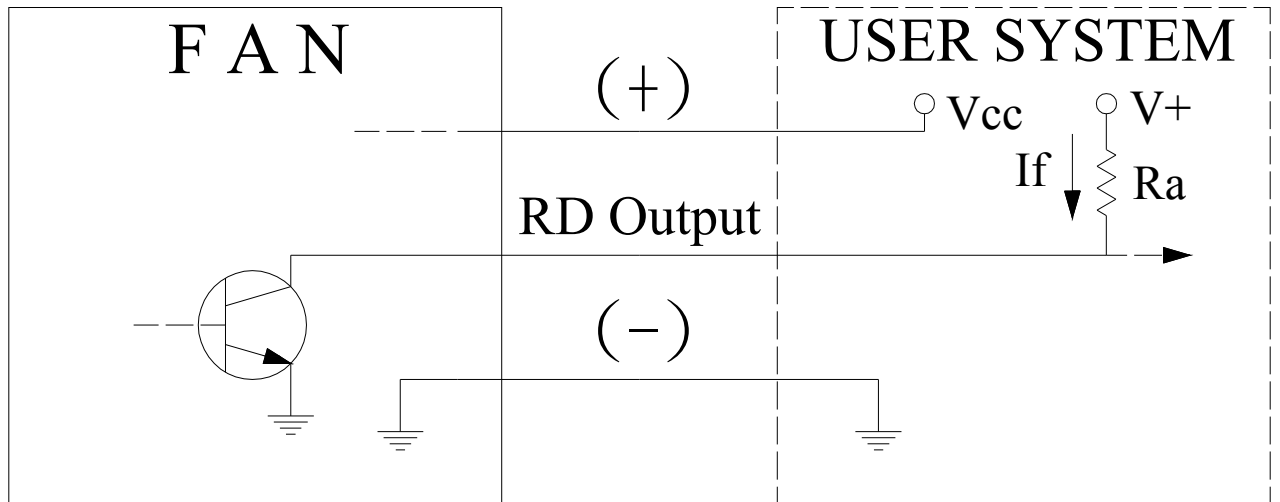 F A N
USER SYSTEM
(+)
Vcc
V+
If
Ra
RD Output
(-)